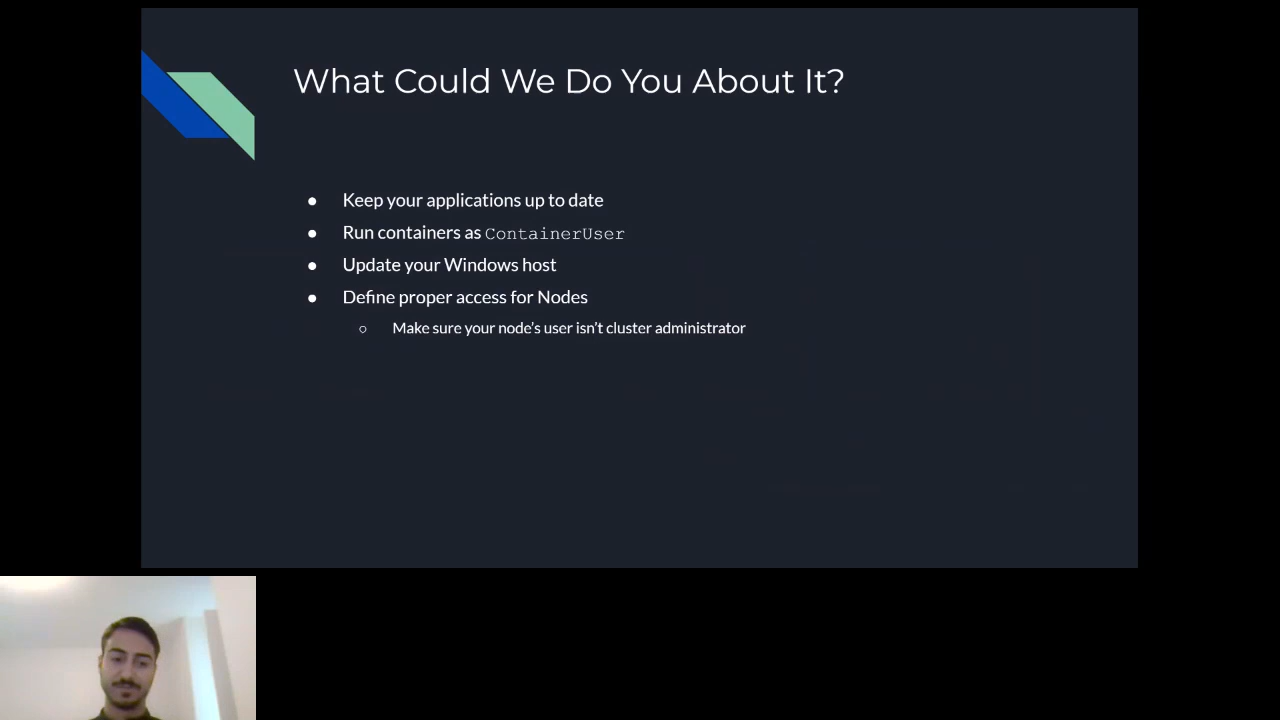 What Could We Do You About It?
● Keep your applications up to date
● Run containers as ContainerUser
● Update your Windows host
● Define proper access for Nodes
○ Make sure your node's user isn't cluster administrator